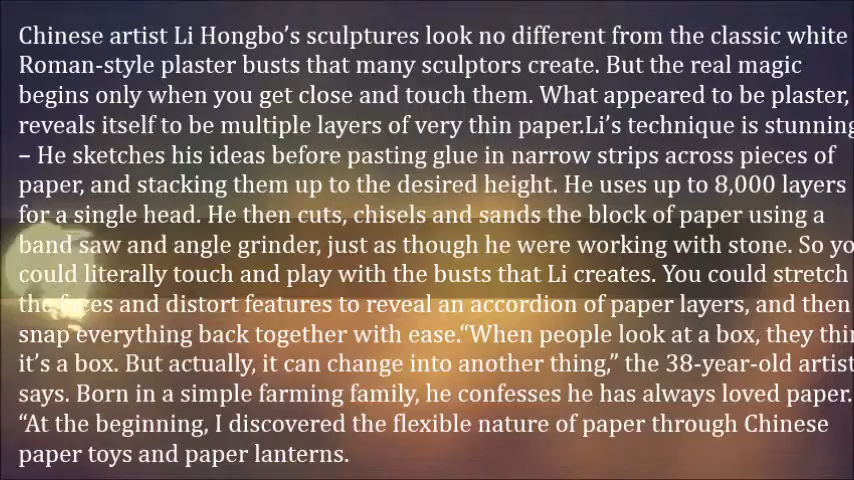 Chinese artist Li Hongbo’s sculptures look no different from the classic white
Roman-style plaster busts that many sculptors create. But the real magic
begins only when you get close and touch them. What appeared to be plaster,
reveals itself to be multiple layers of very thin paper.Li’s technique is stunning
– He sketches his ideas before pasting glue in narrow strips across pieces of
paper, and stacking them up to the desired height. He uses up to 8,000 layers
for a single head. He then cuts, chisels and sands the block of paper using a
band saw and angle grinder, just as though he were working with stone. So yo
could literally touch and play with the busts that Li creates. You could stretch
the faces and distort features to reveal an accordion of paper layers, and then
snap everything back together with ease.“When people look at a box, they thin
it’s a box. But actually, it can change into another thing,” the 38-year-old artist
says. Born in a simple farming family, he confesses he has always loved paper.
“At the beginning, I discovered the flexible nature of paper through Chinese
paper toys and paper lanterns.